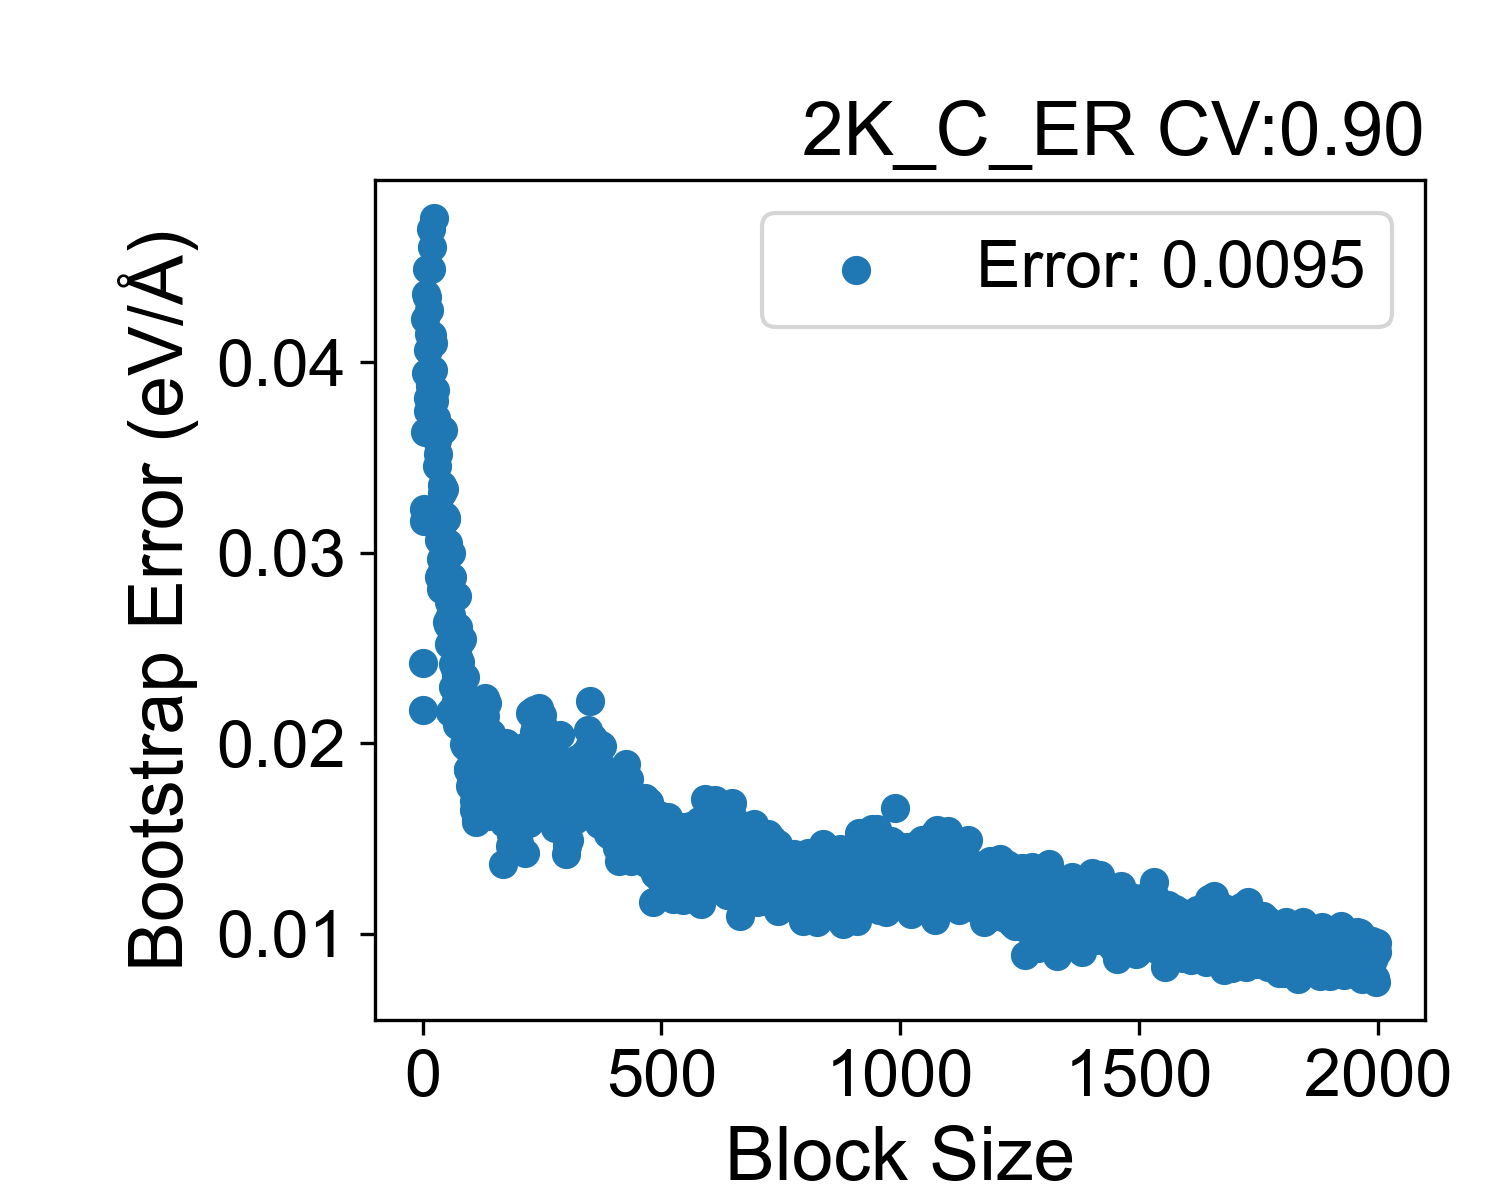 2K_C_ER CV:0.90
Error: 0.0095
Bootstrap Error (eV/Å)
0.04
0.03
0.02
0.01
0 500 1000 1500 2000
Block Size